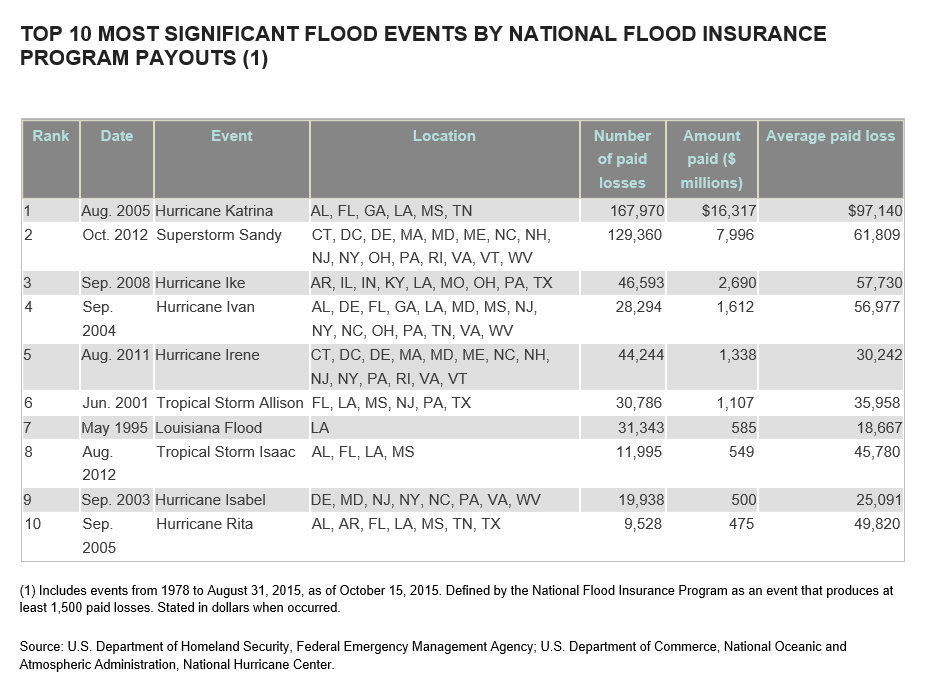 TOP 10 MOST SIGNIFICANT FLOOD EVENTS BY NATIONAL FLOOD INSURANCE
PROGRAM PAYOUTS (1)
Rank Date Event Location Number of paid losses Amount paid ($ millions) Average paid loss
1 Aug. 2005 Hurricane Katrina AL, FL, GA, LA, MS, TN 167,970 $16,317 $97,140
2 Oct. 2012 Superstorm Sandy CT, DC, DE, MA, MD, ME, NC, NH, 129,360 7,996 61,809
NJ, NY, OH, PA, RI, VA, VT, WV
3 Sep. 2008 Hurricane Ike AR, IL, IN, KY, LA, MO, OH, PA, TX 46,593 2,690 57,730
4 Sep. Hurricane Ivan AL, DE, FL, GA, LA, MD, MS, NJ, 28,294 1,612 56,977
2004 NY, NC, OH, PA, TN, VA, WV
5 Aug. 2011 Hurricane Irene CT, DC, DE, MA, MD, ME, NC, NH, 44,244 1,338 30,242
NJ, NY, PA, RI, VA, VT
6 Jun. 2001 Tropical Storm Allison FL, LA, MS, NJ, PA, TX 30,786 1,107 35,958
7 May 1995 Louisiana Flood LA 31,343 585 18,667
8 Aug. Tropical Storm Isaac AL, FL, LA, MS 11,995 549 45,780
2012
9 Sep. 2003 Hurricane Isabel DE, MD, NJ, NY, NC, PA, VA, WV 19,938 500 25,091
10 Sep. Hurricane Rita AL, AR, FL, LA, MS, TN, TX 9,528 475 49,820
2005
(1) Includes events from 1978 to August 31, 2015, as of October 15, 2015. Defined by the National Flood Insurance Program as an event that produces at
least 1,500 paid losses. Stated in dollars when occurred.
Source: U.S. Department of Homeland Security, Federal Emergency Management Agency; U.S. Department of Commerce, National Oceanic and
Atmospheric Administration, National Hurricane Center.